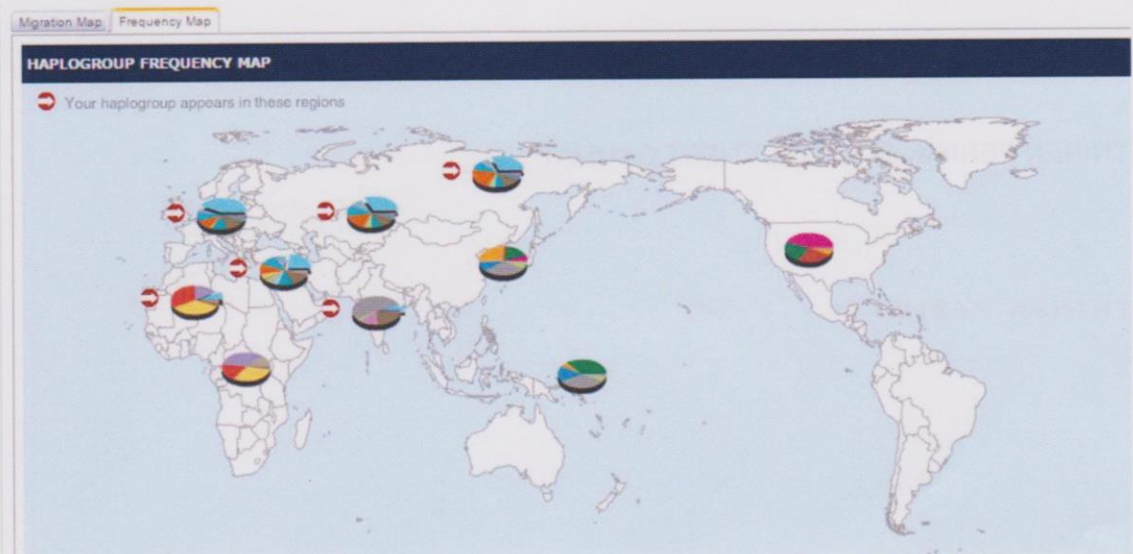 Migration Map
Frequency Map
HAPLOGROUP FREQUENCY MAP
Your haplogroup appears in these regions